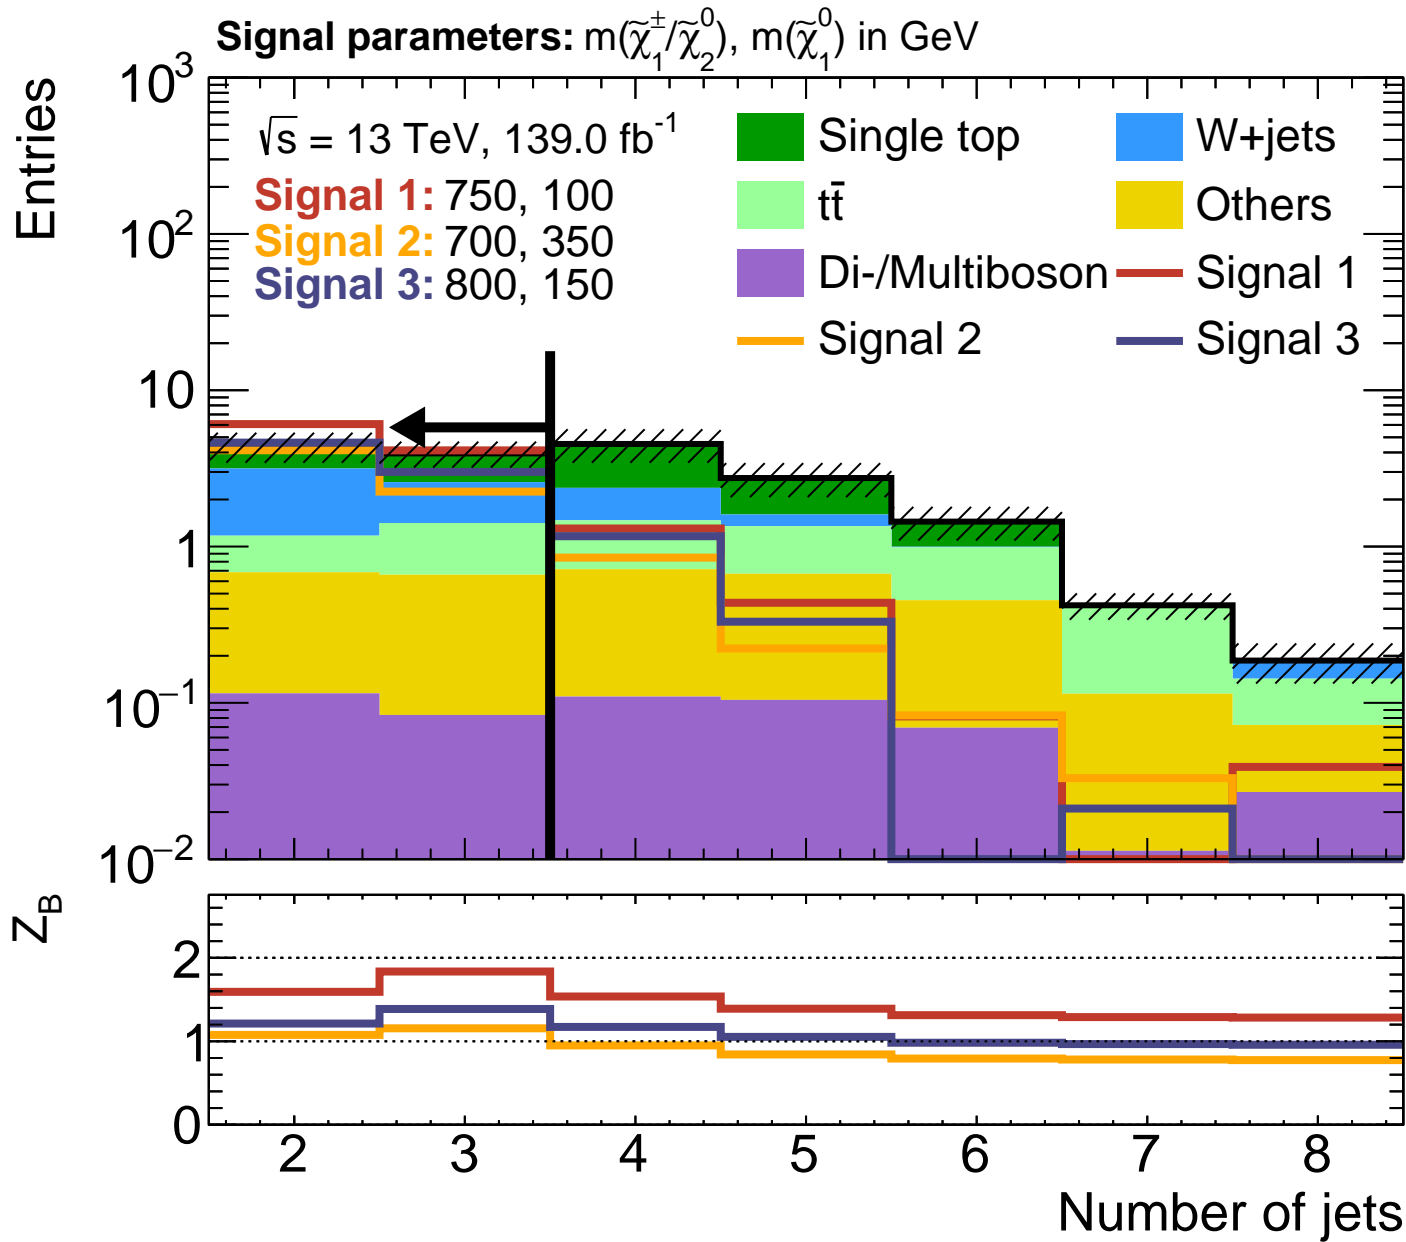 Signal parameters: m(χ̃₁±/χ̃₂⁰), m(χ̃₁⁰) in GeV
Entries
10³
10²
10
1
10⁻¹
10⁻²
√s = 13 TeV, 139.0 fb⁻¹
Signal 1: 750, 100
Signal 2: 700, 350
Signal 3: 800, 150
Single top
W+jets
tt̄
Others
Di-/Multiboson
Signal 1
Signal 2
Signal 3
Z_B
2
1
0
2 3 4 5 6 7 8
Number of jets